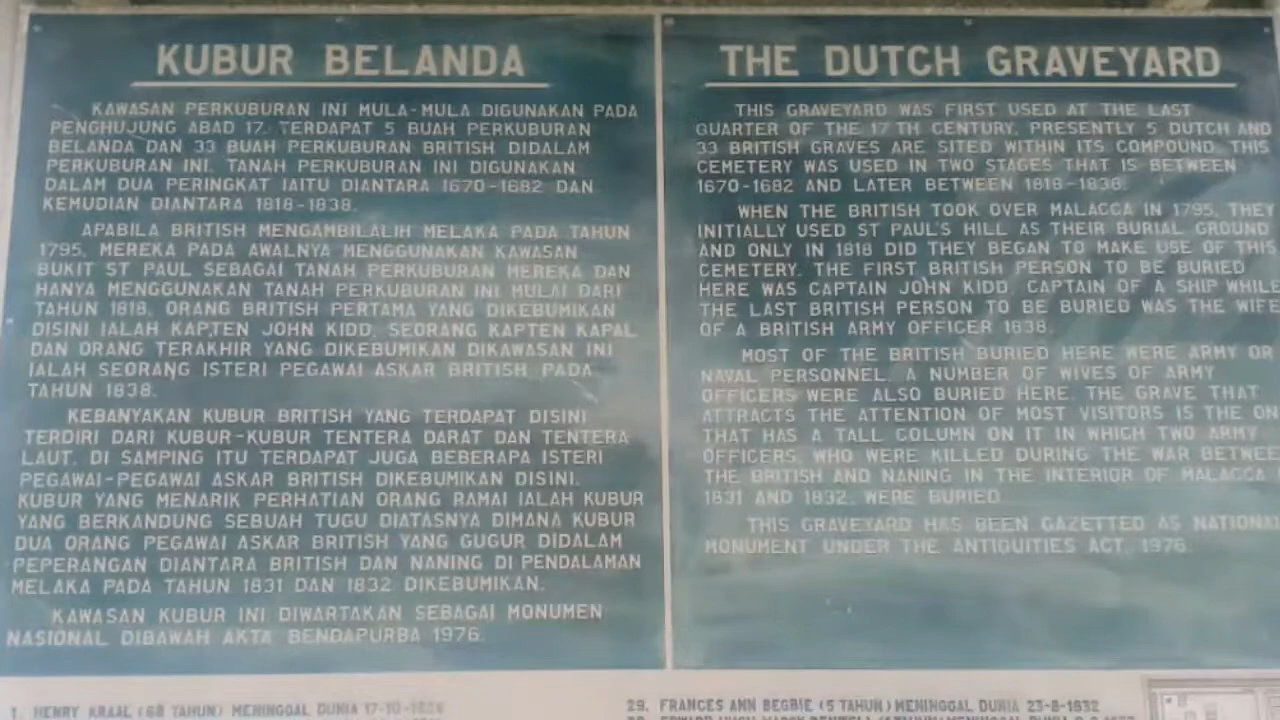 KUBUR BELANDA
KAWASAN PERKUBURAN INI MULA-MULA DIGUNAKAN PADA
PENGHUJUNG ABAD 17. TERDAPAT 5 BUAH PERKUBURAN
BELANDA DAN 33 BUAH PERKUBURAN BRITISH DIDALAM
PERKUBURAN INI. TANAH PERKUBURAN INI DIGUNAKAN
DALAM DUA PERINGKAT IAITU DIANTARA 1670-1682 DAN
KEMUDIAN DIANTARA 1818-1838.
APABILA BRITISH MENGAMBILALIH MELAKA PADA TAHUN
1795, MEREKA PADA AWALNYA MENGGUNAKAN KAWASAN
BUKIT ST PAUL SEBAGAI TANAH PERKUBURAN MEREKA DAN
HANYA MENGGUNAKAN TANAH PERKUBURAN INI MULAI DARI
TAHUN 1818. ORANG BRITISH PERTAMA YANG DIKEBUMIKAN
DISINI IALAH KAPTEN JOHN KIDD, SEORANG KAPTEN KAPAL
DAN ORANG TERAKHIR YANG DIKEBUMIKAN DIKAWASAN INI
IALAH SEORANG ISTERI PEGAWAI ASKAR BRITISH PADA
TAHUN 1838.
KEBANYAKAN KUBUR BRITISH YANG TERDAPAT DISINI
TERDIRI DARI KUBUR-KUBUR TENTERA DARAT DAN TENTERA
LAUT. DI SAMPING ITU TERDAPAT JUGA BEBERAPA ISTERI
PEGAWAI-PEGAWAI ASKAR BRITISH DIKEBUMIKAN DISINI.
KUBUR YANG MENARIK PERHATIAN ORANG RAMAI IALAH KUBUR
YANG BERKANDUNG SEBUAH TUGU DIATASNYA DIMANA KUBUR
DUA ORANG PEGAWAI ASKAR BRITISH YANG GUGUR DIDALAM
PEPERANGAN DIANTARA BRITISH DAN NANING DI PENDALAMAN
MELAKA PADA TAHUN 1831 DAN 1832 DIKEBUMIKAN.
KAWASAN KUBUR INI DIWARTAKAN SEBAGAI MONUMEN
NASIONAL DIBAWAH AKTA BENDAPURBA 1976.
THE DUTCH GRAVEYARD
THIS GRAVEYARD WAS FIRST USED AT THE LAST
QUARTER OF THE 17 TH CENTURY. PRESENTLY 5 DUTCH AND
33 BRITISH GRAVES ARE SITED WITHIN ITS COMPOUND. THIS
CEMETERY WAS USED IN TWO STAGES THAT IS BETWEEN
1670-1682 AND LATER BETWEEN 1818-1838.
WHEN THE BRITISH TOOK OVER MALACCA IN 1795, THEY
INITIALLY USED ST PAUL'S HILL AS THEIR BURIAL GROUND
AND ONLY IN 1818 DID THEY BEGAN TO MAKE USE OF THIS
CEMETERY. THE FIRST BRITISH PERSON TO BE BURIED
HERE WAS CAPTAIN JOHN KIDD, CAPTAIN OF A SHIP WHILE
THE LAST BRITISH PERSON TO BE BURIED WAS THE WIFE
OF A BRITISH ARMY OFFICER 1838.
MOST OF THE BRITISH BURIED HERE WERE ARMY OR
NAVAL PERSONNEL. A NUMBER OF WIVES OF ARMY
OFFICERS WERE ALSO BURIED HERE. THE GRAVE THAT
ATTRACTS THE ATTENTION OF MOST VISITORS IS THE ON
THAT HAS A TALL COLUMN ON IT IN WHICH TWO ARMY
OFFICERS, WHO WERE KILLED DURING THE WAR BETWEE
THE BRITISH AND NANING IN THE INTERIOR OF MALACCA
1831 AND 1832, WERE BURIED.
THIS GRAVEYARD HAS BEEN GAZETTED AS NATIONA
MONUMENT UNDER THE ANTIGUITIES ACT, 1976.
1. HENRY KRAAL (68 TAHUN) MENINGGAL DUNIA 17-10-
29. FRANCES ANN BEGBIE (5 TAHUN) MENINGGAL DUNIA 23-8-1832